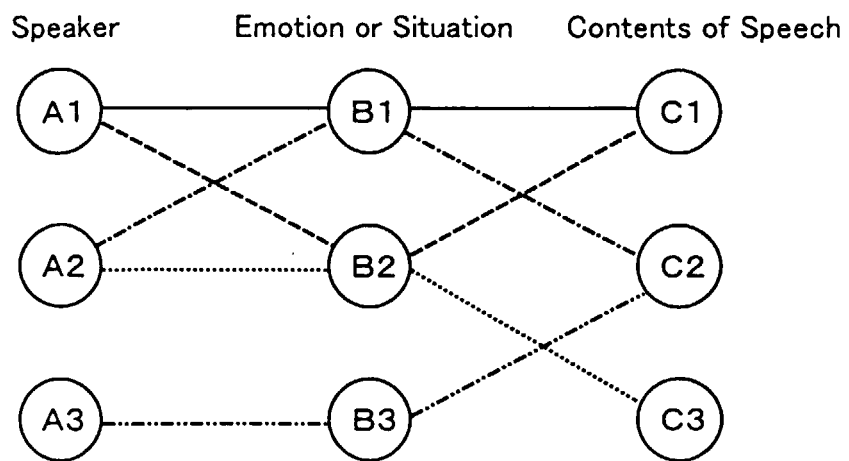 Speaker Emotion or Situation Contents of Speech
A1 B1 C1
A2 B2 C2
A3 B3 C3